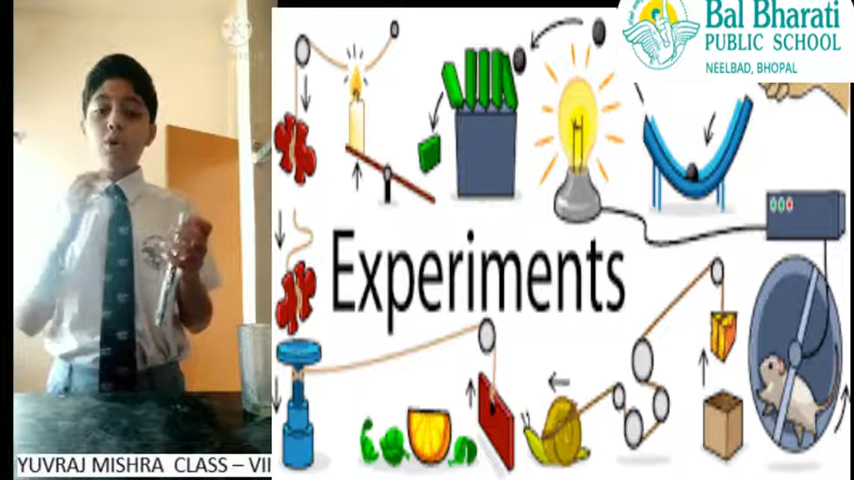 Bal Bharati
PUBLIC SCHOOL
NEELBAD, BHOPAL
Experiments
YUVRAJ MISHRA CLASS – VII